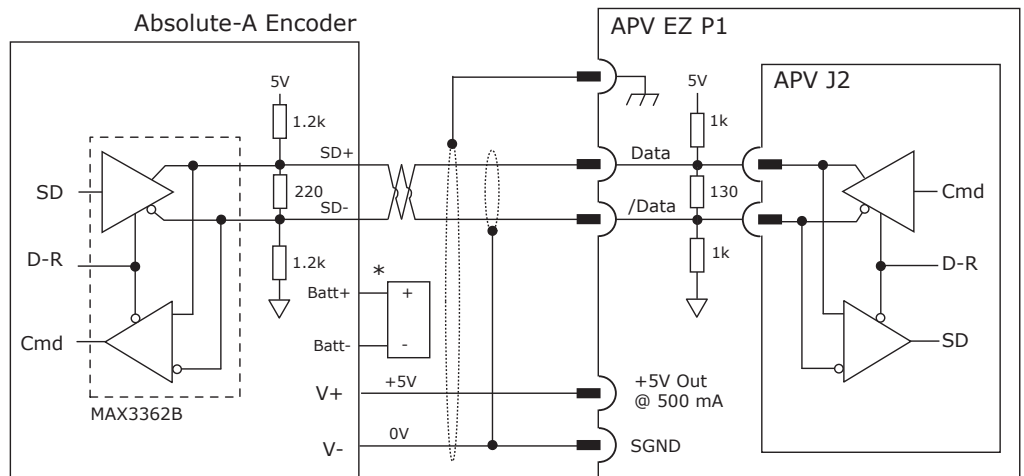 Absolute-A Encoder
APV EZ P1
APV J2
5V
1.2k
SD+
220
SD-
1.2k
SD
D-R
Cmd
MAX3362B
*
Batt+
+
Batt-
-
V+
+5V
V-
0V
Data
/Data
5V
1k
130
1k
+5V Out
@ 500 mA
SGND
Cmd
D-R
SD